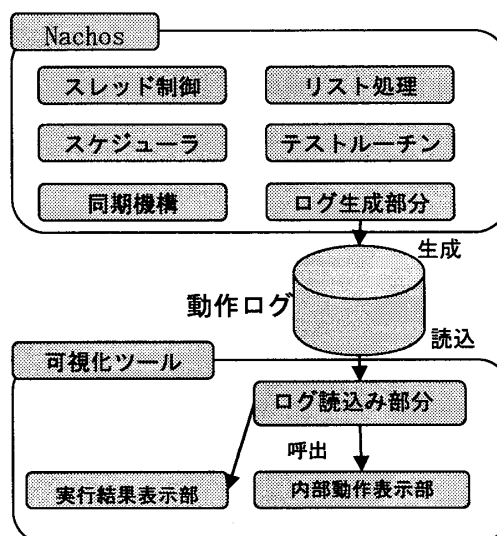 Nachos
スレッド制御
リスト処理
スケジューラ
テストルーチン
同期機構
ログ生成部分
生成
動作ログ
読込
可視化ツール
ログ読込み部分
呼出
実行結果表示部
内部動作表示部